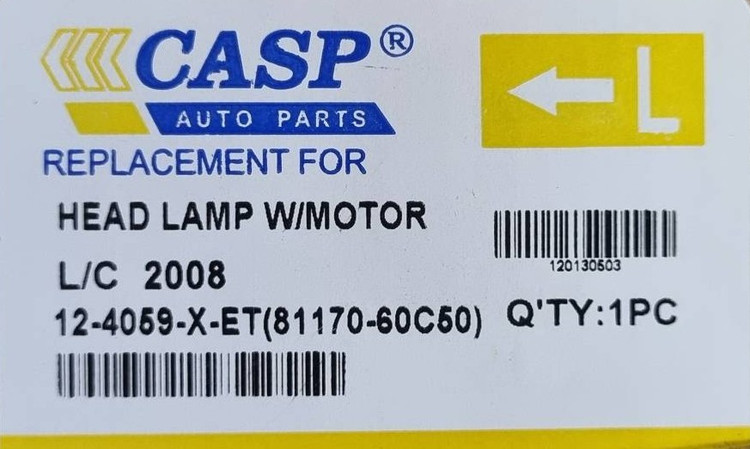 CASP®
AUTO PARTS
L
REPLACEMENT FOR
HEAD LAMP W/MOTOR
120130503
L/C 2008
12-4059-X-ET(81170-60C50)
Q'TY:1PC